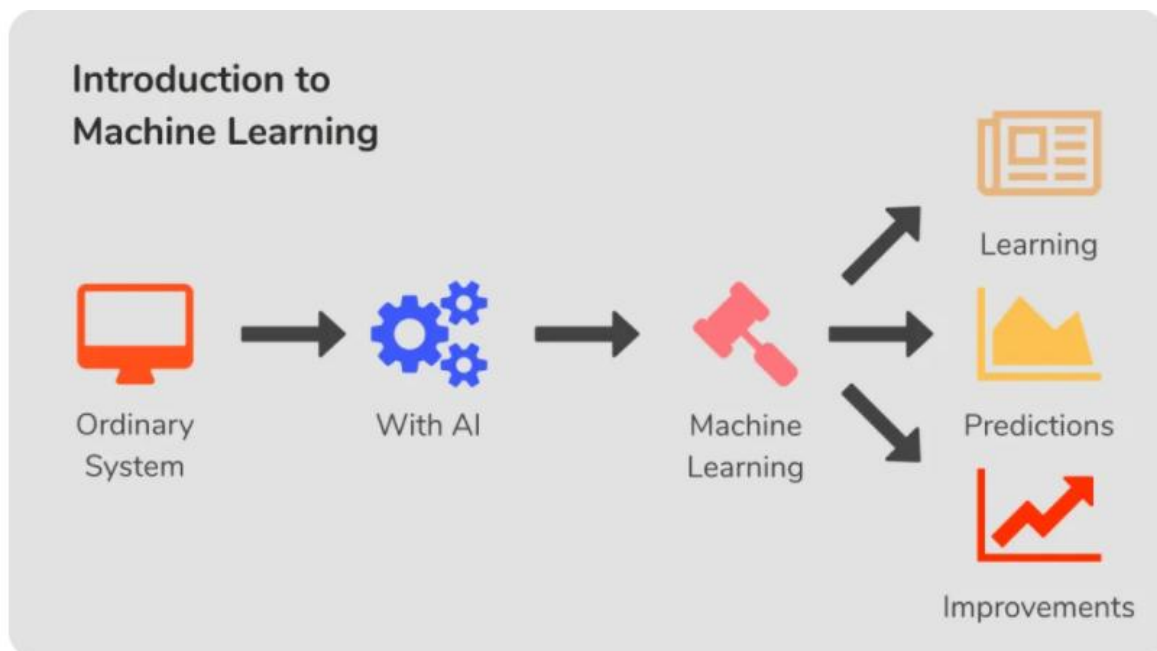 Introduction to
Machine Learning
Ordinary
System
With AI
Machine
Learning
Learning
Predictions
Improvements